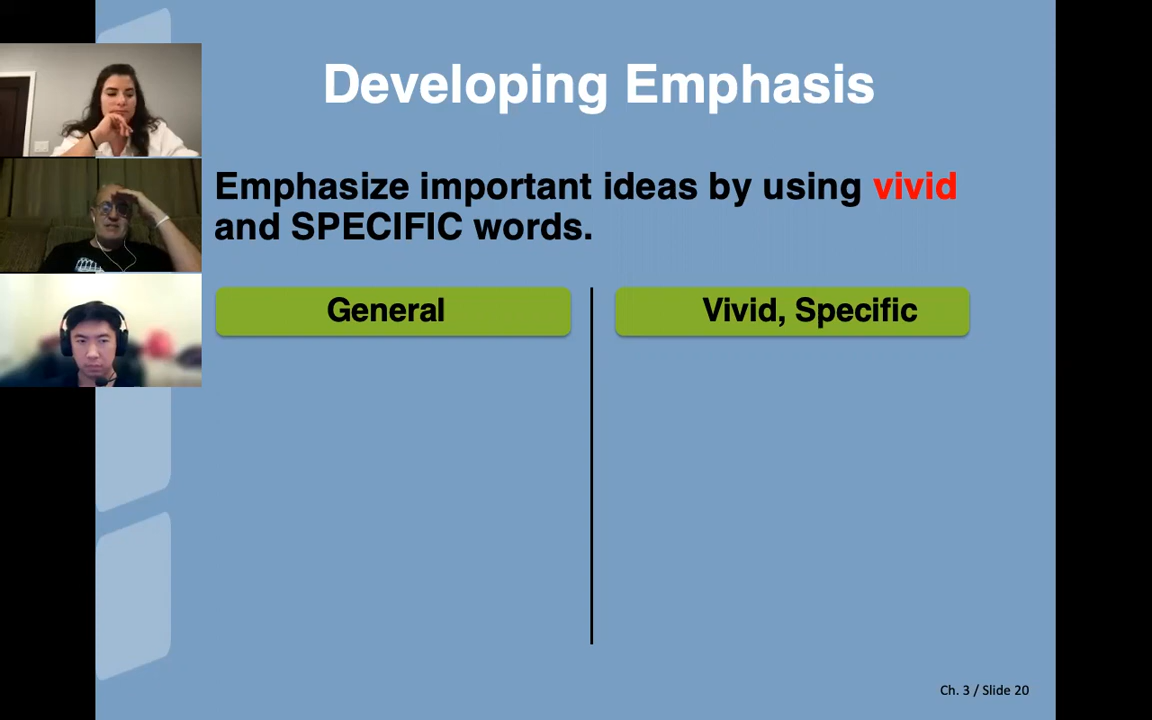 Developing Emphasis
Emphasize important ideas by using vivid
and SPECIFIC words.
General
Vivid, Specific
Ch. 3 / Slide 20